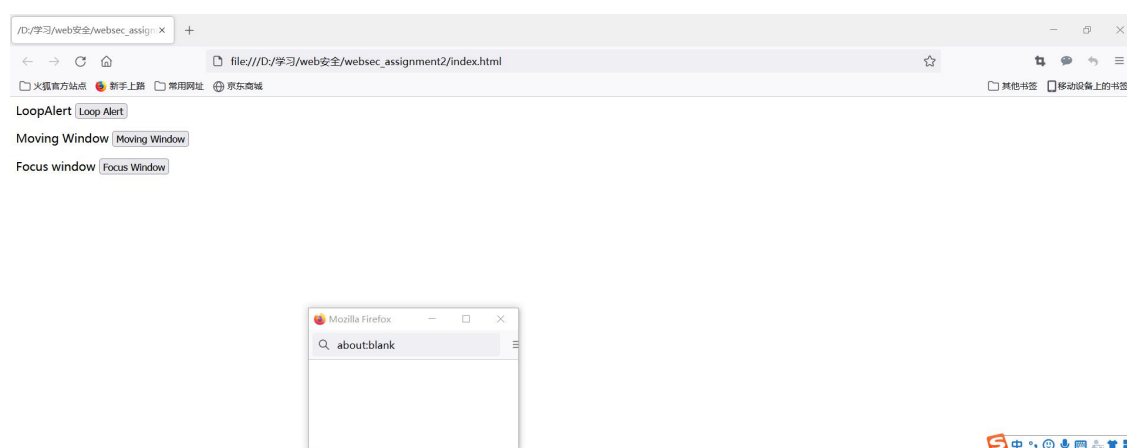 /D:/学习/web安全/websec_assign
file:///D:/学习/web安全/websec_assignment2/index.html
火狐官方站点 新手上路 常用网址 京东商城 其他书签 移动设备上的书签
LoopAlert Loop Alert
Moving Window Moving Window
Focus window Focus Window
Mozilla Firefox
about:blank
中